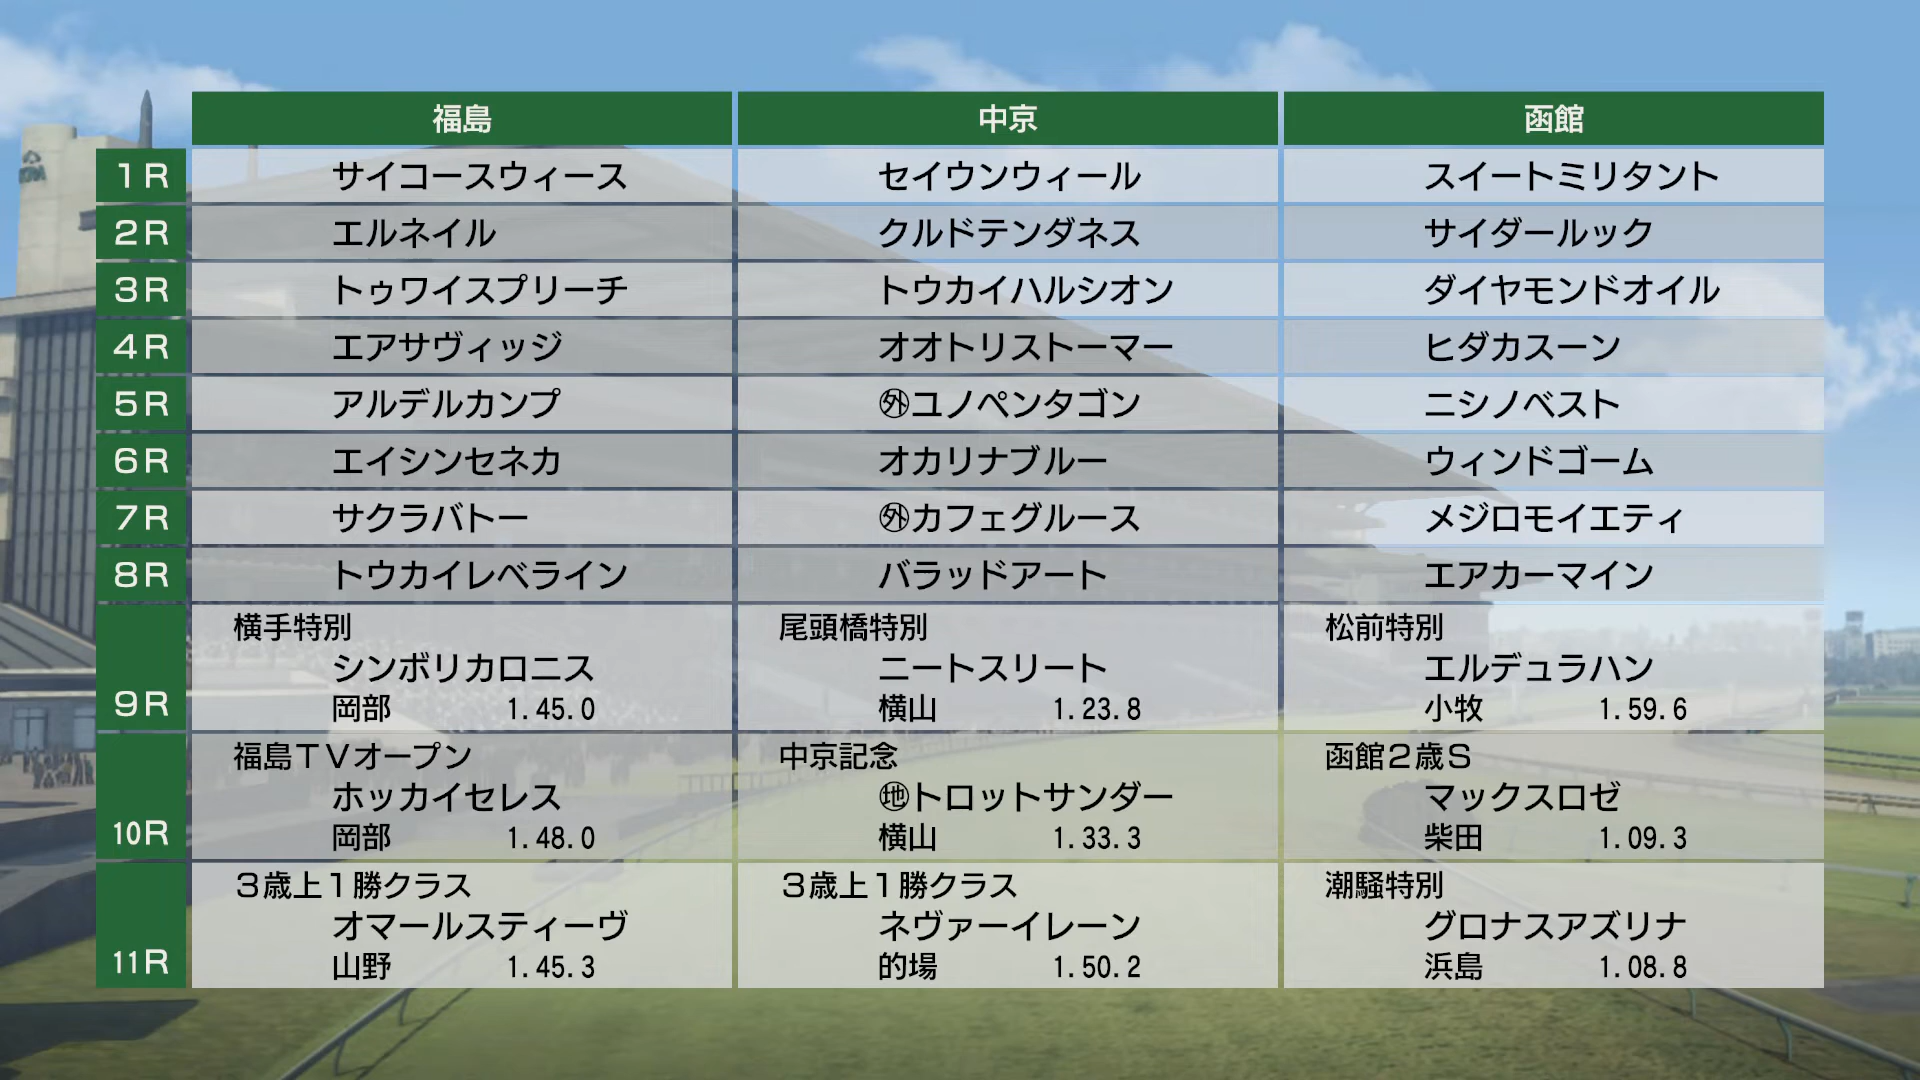 福島 中京 函館
1R サイコースウィース セイウンウィール スイートミリタント
2R エルネイル クルドテンダネス サイダールック
3R トゥワイスプリーチ トウカイハルシオン ダイヤモンドオイル
4R エアサヴィッジ オオトリストーマー ヒダカスーン
5R アルデルカンプ ㊕ユノペンタゴン ニシノベスト
6R エイシンセネカ オカリナブルー ウィンドゴーム
7R サクラバトー カフェグルース メジロモイエティ
8R トウカイレベライン バラッドアート エアカーマイン
横手特別 尾頭橋特別 松前特別
シンボリカロニス ニートスリート エルデュラハン
9R 岡部 1.45.0 横山 1.23.8 小牧 1.59.6
福島TVオープン 中京記念 函館2歳S
ホッカイセレス トロットサンダー マックスロゼ
10R 岡部 1.48.0 横山 1.33.3 柴田 1.09.3
3歳上1勝クラス 3歳上1勝クラス 潮騒特別
オマールスティーヴ ネヴァーイレーン グロナスアズリナ
11R 山野 1.45.3 的場 1.50.2 浜島 1.08.8